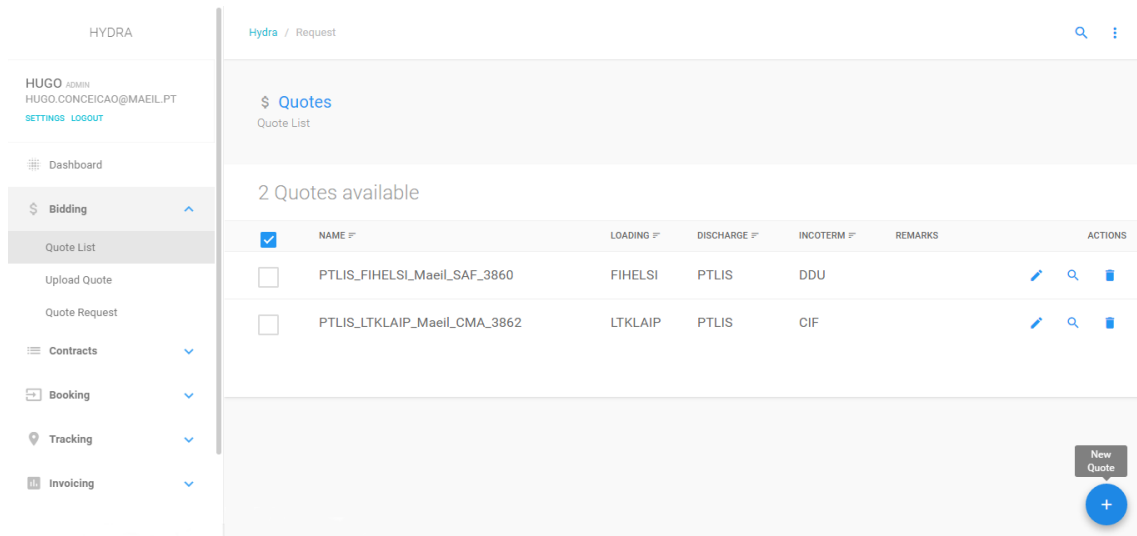 HYDRA
Hydra / Request
HUGO ADMIN
HUGO.CONCEICAO@MAEIL.PT
SETTINGS LOGOUT
Dashboard
Bidding
Quote List
Upload Quote
Quote Request
Contracts
Booking
Tracking
Invoicing
$ Quotes
Quote List
2 Quotes available
NAME LOADING DISCHARGE INCOTERM REMARKS ACTIONS
PTLIS_FIHELSI_Maeil_SAF_3860 FIHELSI PTLIS DDU
PTLIS_LTKLAIP_Maeil_CMA_3862 LTKLAIP PTLIS CIF
New
Quote
+